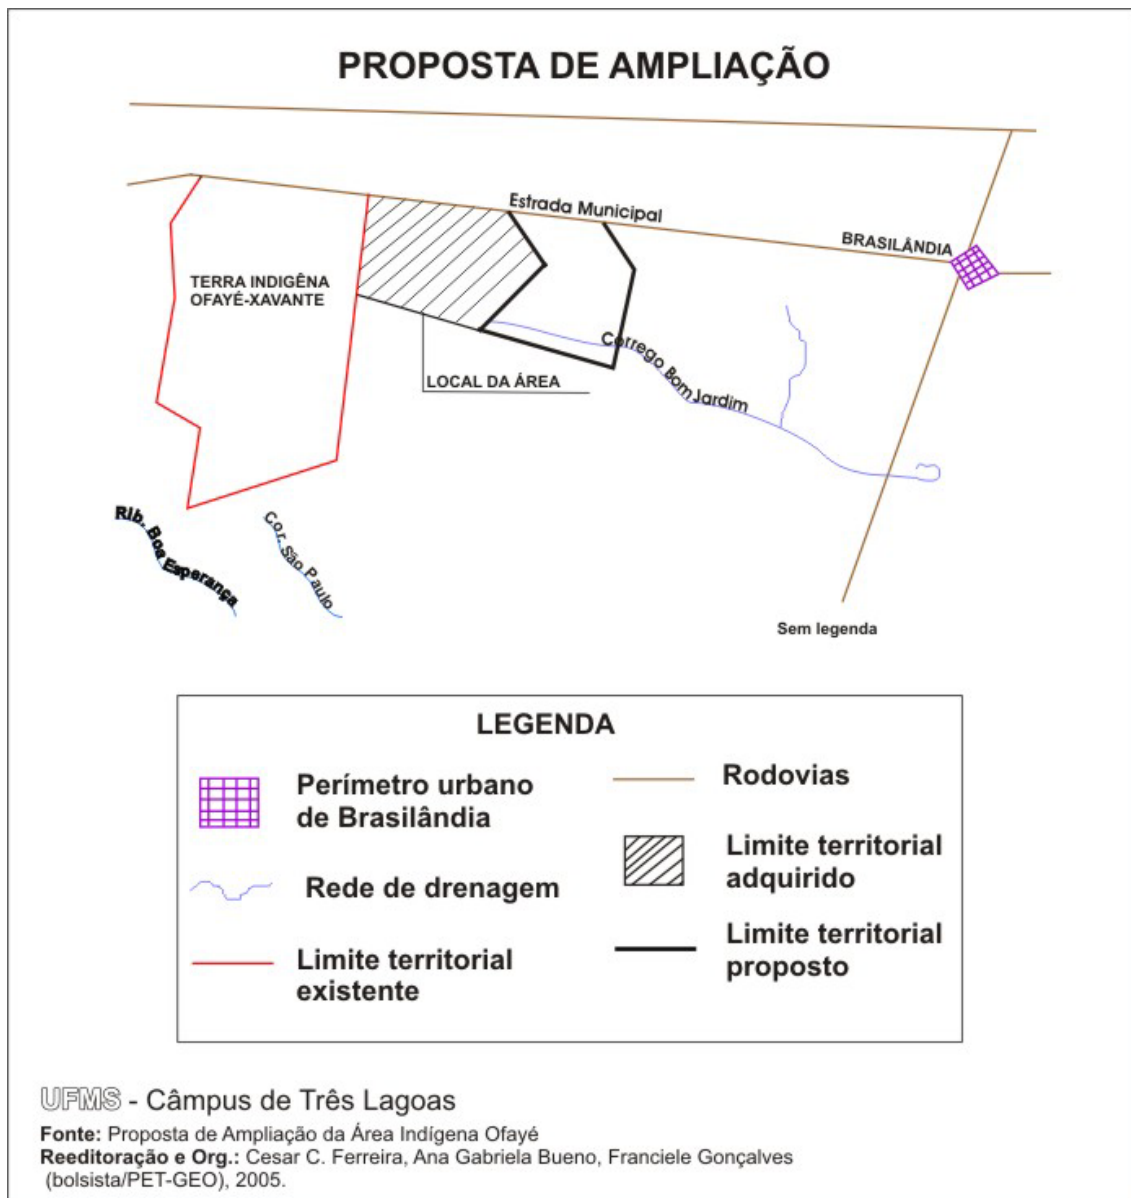 PROPOSTA DE AMPLIAÇÃO
Estrada Municipal
BRASILÂNDIA
TERRA INDIGÊNA
OFAYÉ-XAVANTE
Corrego Bom Jardim
LOCAL DA ÁREA
Rib. Boa Esperança
Cor. São Paulo
Sem legenda
LEGENDA
Perímetro urbano
de Brasilândia
Rodovias
Rede de drenagem
Limite territorial
adquirido
Limite territorial
existente
Limite territorial
proposto
UFMS - Câmpus de Três Lagoas
Fonte: Proposta de Ampliação da Área Indígena Ofayé
Reeditoração e Org.: Cesar C. Ferreira, Ana Gabriela Bueno, Franciele Gonçalves
(bolsista/PET-GEO), 2005.